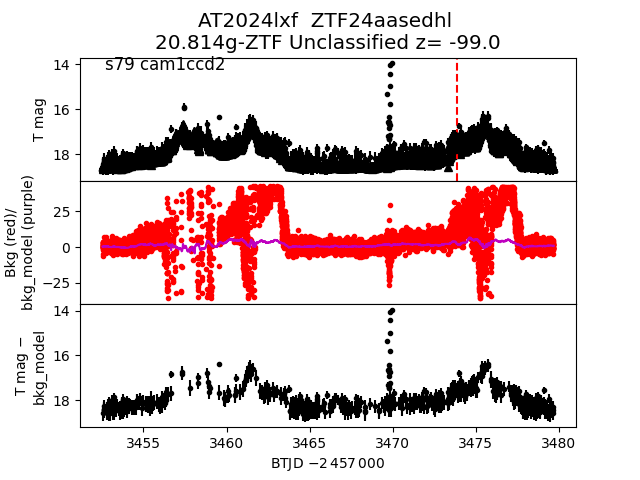 AT2024lxf  ZTF24aasedhl
20.814g-ZTF Unclassified z= -99.0
s79 cam1ccd2
14
16
18
T mag
25
0
−25
Bkg (red)/
bkg_model (purple)
14
16
18
T mag −
bkg_model
3455
3460
3465
3470
3475
3480
BTJD −2 457 000